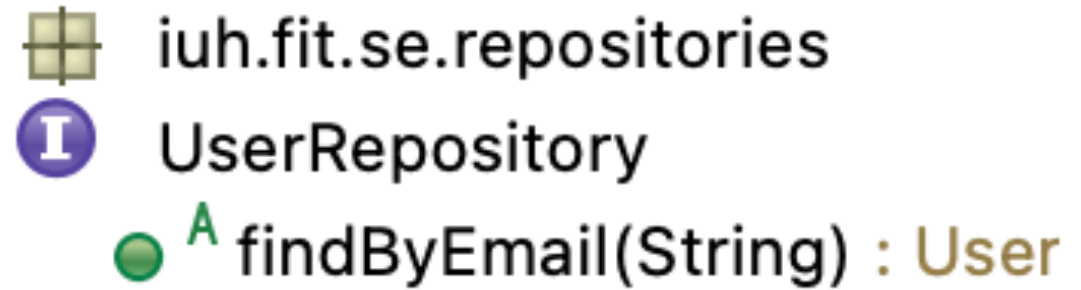 iuh.fit.se.repositories
I UserRepository
A findByEmail(String) : User